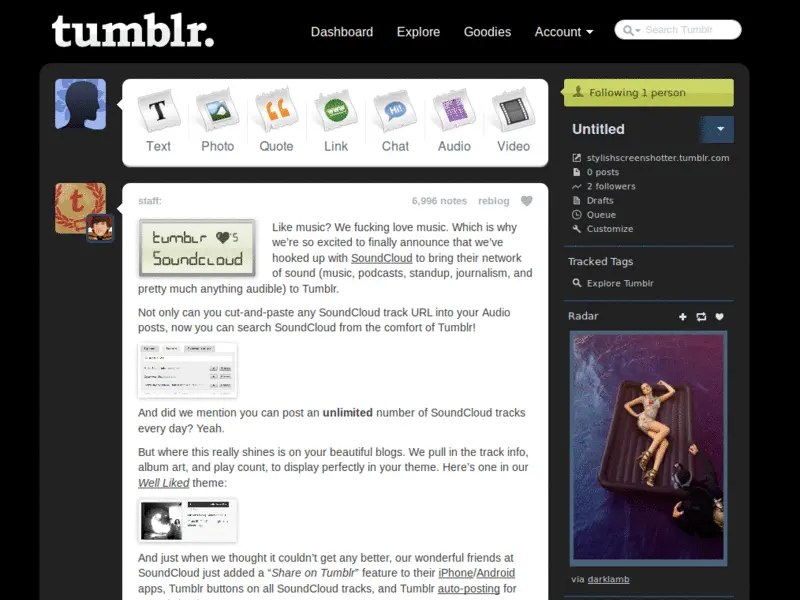 tumblr.
Dashboard Explore Goodies Account Search Tumblr
T Hi! WWW
Text Photo Quote Link Chat Audio Video
staff: 6,996 notes reblog
tumblr ♥'s
Soundcloud
Like music? We fucking love music. Which is why
we're so excited to finally announce that we've
hooked up with SoundCloud to bring their network
of sound (music, podcasts, standup, journalism, and
pretty much anything audible) to Tumblr.
Not only can you cut-and-paste any SoundCloud track URL into your Audio
posts, now you can search SoundCloud from the comfort of Tumblr!
And did we mention you can post an unlimited number of SoundCloud tracks
every day? Yeah.
But where this really shines is on your beautiful blogs. We pull in the track info,
album art, and play count, to display perfectly in your theme. Here's one in our
Well Liked theme:
And just when we thought it couldn't get any better, our wonderful friends at
SoundCloud just added a “Share on Tumblr” feature to their iPhone/Android
apps, Tumblr buttons on all SoundCloud tracks, and Tumblr auto-posting for
Following 1 person
Untitled
stylishscreenshotter.tumblr.com
0 posts
2 followers
Drafts
Queue
Customize
Tracked Tags
Explore Tumblr
Radar
via darklamb